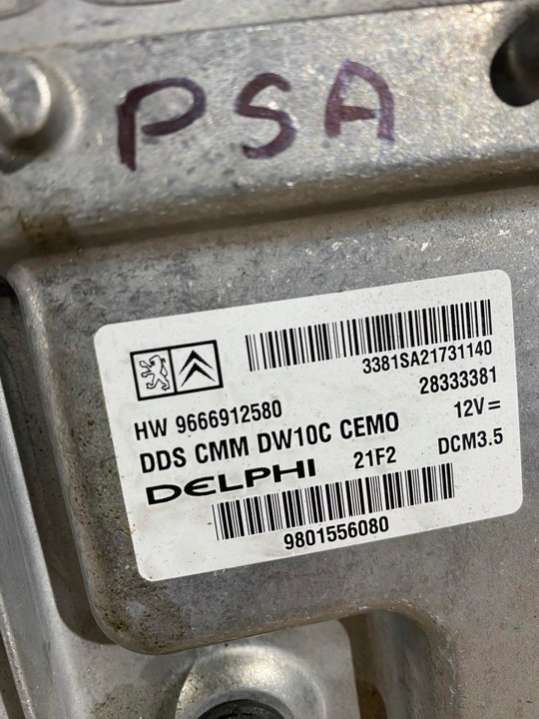 PSA
3381SA21731140
HW 9666912580 28333381
DDS CMM DW10C CEMO 12V=
DELPHI 21F2 DCM3.5
9801556080